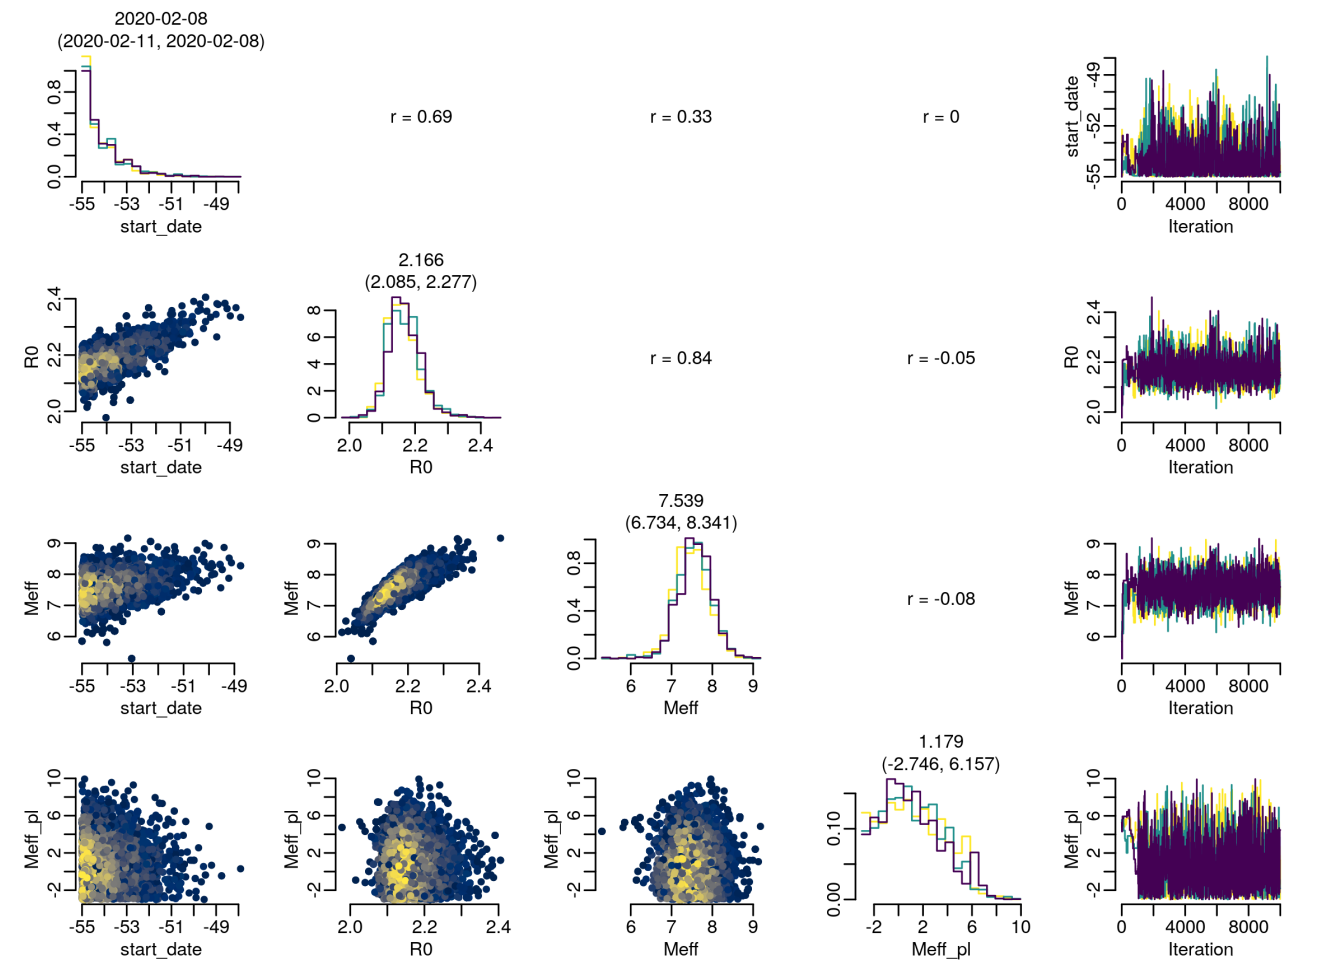 2020-02-08
(2020-02-11, 2020-02-08)
0.0 0.4 0.8
-55 -53 -51 -49
start_date
r = 0.69
r = 0.33
r = 0
start_date
-55 -52 -49
0 4000 8000
Iteration
R0
2.0 2.2 2.4
-55 -53 -51 -49
start_date
2.166
(2.085, 2.277)
0 2 4 6 8
2.0 2.2 2.4
R0
r = 0.84
r = -0.05
R0
2.0 2.2 2.4
0 4000 8000
Iteration
Meff
6 7 8 9
-55 -53 -51 -49
start_date
Meff
6 7 8 9
2.0 2.2 2.4
R0
7.539
(6.734, 8.341)
0.0 0.4 0.8
6 7 8 9
Meff
r = -0.08
Meff
6 7 8 9
0 4000 8000
Iteration
Meff_pl
-2 2 6 10
-55 -53 -51 -49
start_date
Meff_pl
-2 2 6 10
2.0 2.2 2.4
R0
Meff_pl
-2 2 6 10
6 7 8 9
Meff
1.179
(-2.746, 6.157)
0.00 0.10
-2 2 6 10
Meff_pl
Meff_pl
-2 2 6 10
0 4000 8000
Iteration